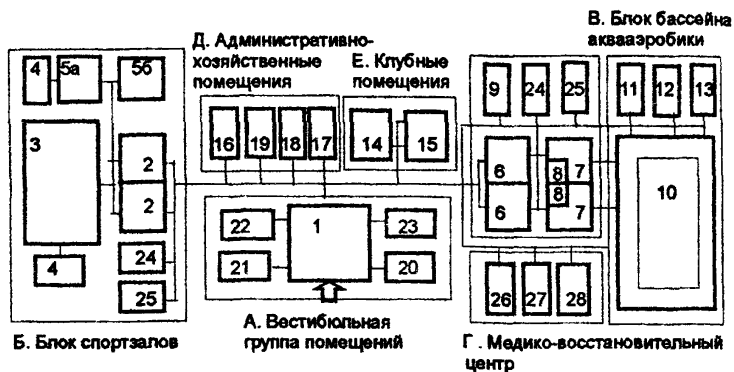 Д. Административно-
хозяйственные
помещения
Е. Клубные
помещения
В. Блок бассейна
аквааэробики
4 5а 5б
3
2
2
4
24
25
16 19 18 17
14 15
9 24 25
6 8 7
6 8 7
11 12 13
10
22 1 23
21 20
26 27 28
Б. Блок спортзалов
А. Вестибюльная
группа помещений
Г . Медико-восстановительный
центр